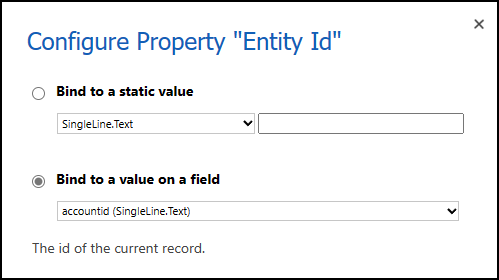 Configure Property "Entity Id"
Bind to a static value
SingleLine.Text
Bind to a value on a field
accountid (SingleLine.Text)
The id of the current record.